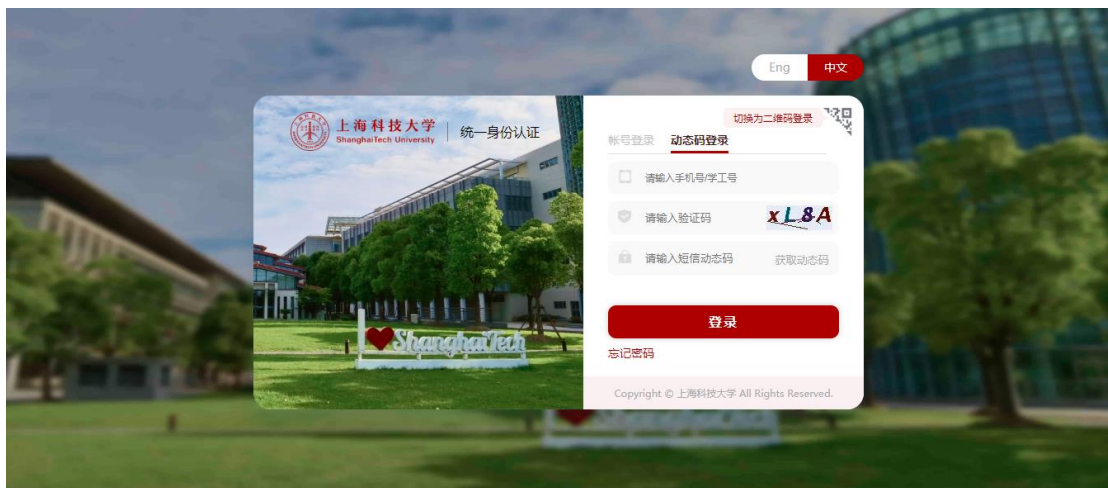 Eng 中文
上海科技大学
ShanghaiTech University
统一身份认证
切换为二维码登录
帐号登录 动态码登录
请输入手机号/学工号
请输入验证码 xL8A
请输入短信动态码 获取动态码
登录
忘记密码
I ShanghaiTech
Copyright © 上海科技大学 All Rights Reserved.